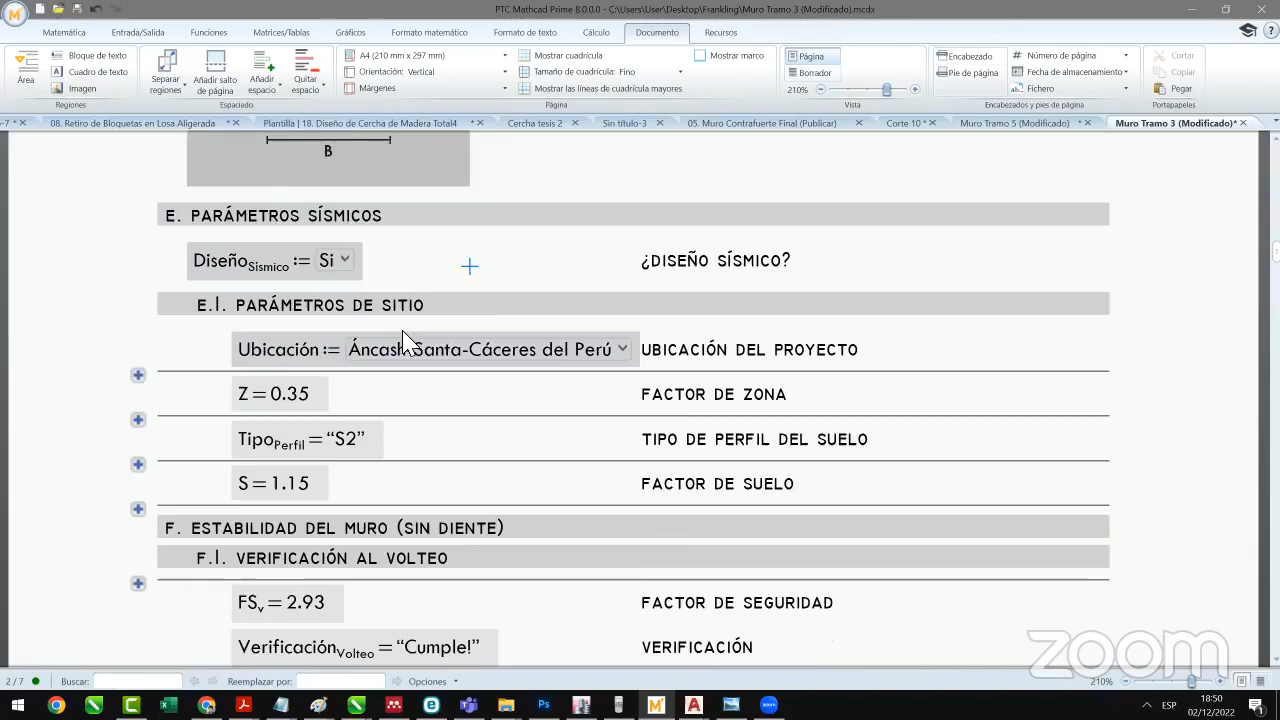 PTC Mathcad Prime 8.0.0.0 - C:\Users\User\Desktop\Frankling\Muro Tramo 3 (Modificado).mcdx
Matemática Entrada/Salida Funciones Matrices/Tablas Formato matemático Formato de texto Cálculo Documento Recursos
Área
Bloque de texto
Cuadro de texto
Imagen
Regiones
Separar regiones
Añadir salto de página
Añadir espacio
Quitar espacio
Espaciado
A4 (210 mm x 297 mm)
Orientación: Vertical
Márgenes
Mostrar cuadrícula
Tamaño de cuadrícula: Fino
Mostrar las líneas de cuadrícula mayores
Mostrar marco
Página
Página
Borrador
210%
Vista
Encabezado
Pie de página
Número de página
Fecha de almacenamiento
Fichero
Encabezados y pies de página
Cortar
Copiar
Pegar
Portapapeles
-7 * 08. Retiro de Bloquetas en Losa Aligerada * Plantilla | 18. Diseño de Cercha de Madera Total4 * Cercha tesis 2 Sin título-3 05. Muro Contrafuerte Final (Publicar) Corte 10 * Muro Tramo 5 (Modificado) * Muro Tramo 3 (Modificado)*
B
E. PARÁMETROS SÍSMICOS
Diseño Sísmico := Si ¿DISEÑO SÍSMICO?
E.1. PARÁMETROS DE SITIO
Ubicación := Áncash-Santa-Cáceres del Perú UBICACIÓN DEL PROYECTO
Z = 0.35 FACTOR DE ZONA
Tipo Perfil = “S2” TIPO DE PERFIL DEL SUELO
S = 1.15 FACTOR DE SUELO
F. ESTABILIDAD DEL MURO (SIN DIENTE)
F.1. VERIFICACIÓN AL VOLTEO
FSv = 2.93 FACTOR DE SEGURIDAD
Verificación Volteo = “Cumple!” VERIFICACIÓN
zoom
2/7 Buscar: Reemplazar por: Opciones 210%
ESP 18:50
02/12/2022